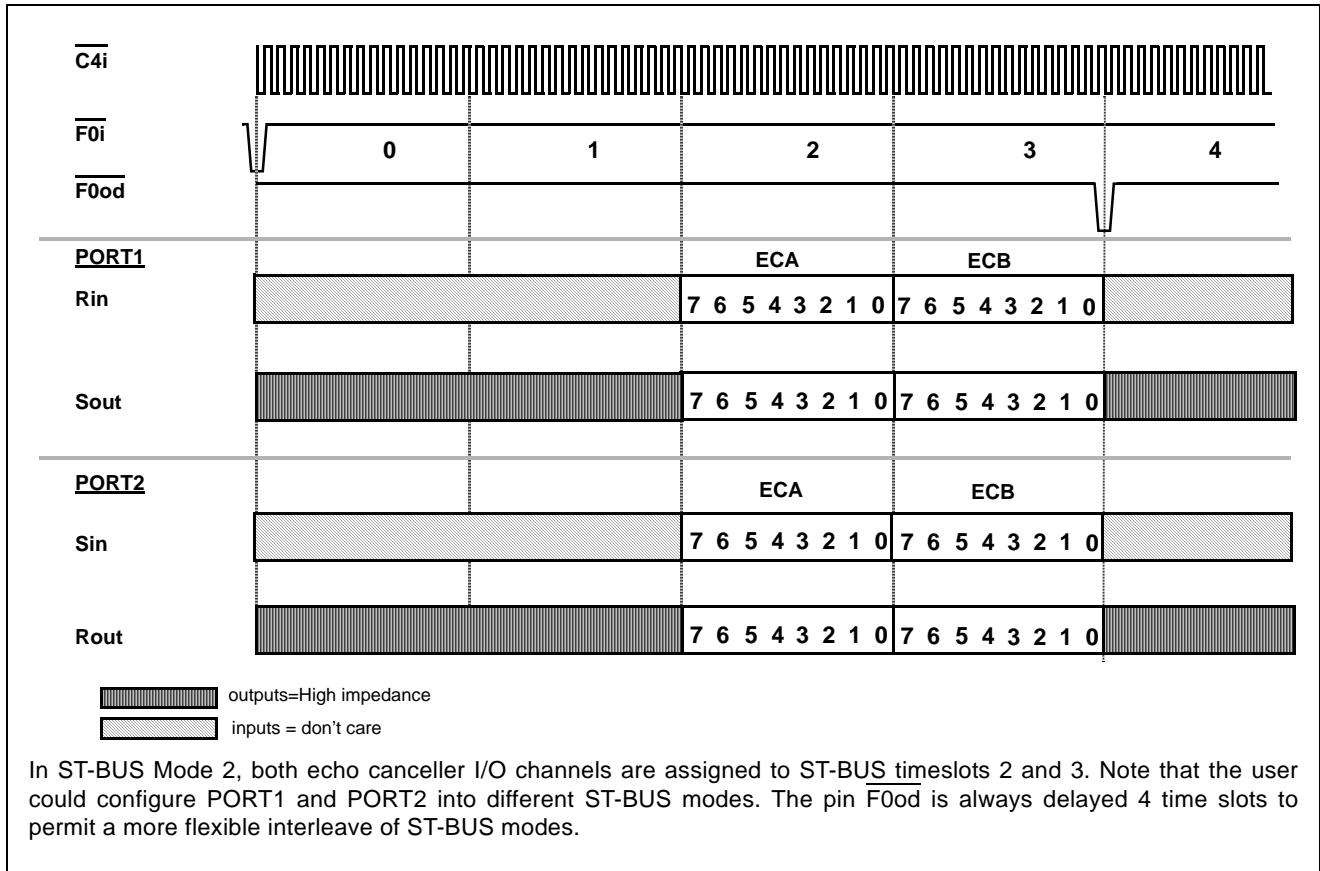 C4i
F0i
0 1 2 3 4
F0od
PORT1
ECA ECB
Rin
7 6 5 4 3 2 1 0 7 6 5 4 3 2 1 0
Sout
7 6 5 4 3 2 1 0 7 6 5 4 3 2 1 0
PORT2
ECA ECB
Sin
7 6 5 4 3 2 1 0 7 6 5 4 3 2 1 0
Rout
7 6 5 4 3 2 1 0 7 6 5 4 3 2 1 0
outputs=High impedance
inputs = don't care
In ST-BUS Mode 2, both echo canceller I/O channels are assigned to ST-BUS timeslots 2 and 3. Note that the user
could configure PORT1 and PORT2 into different ST-BUS modes. The pin F0od is always delayed 4 time slots to
permit a more flexible interleave of ST-BUS modes.